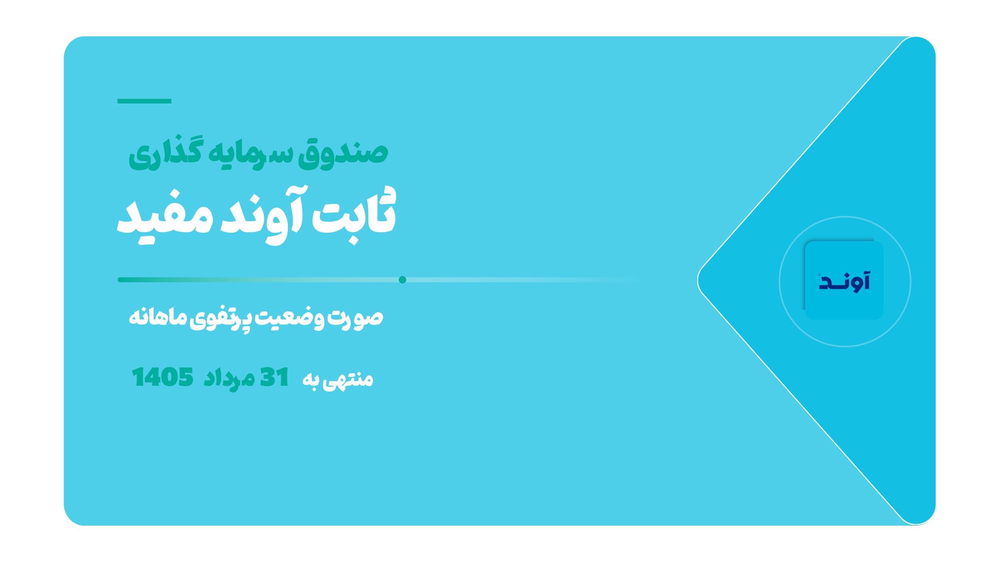 صندوق سرمایه گذاری
ثابت آوند مفید
صورت وضعیت پرتفوی ماهانه
منتهی به 31 مرداد 1405
آوند